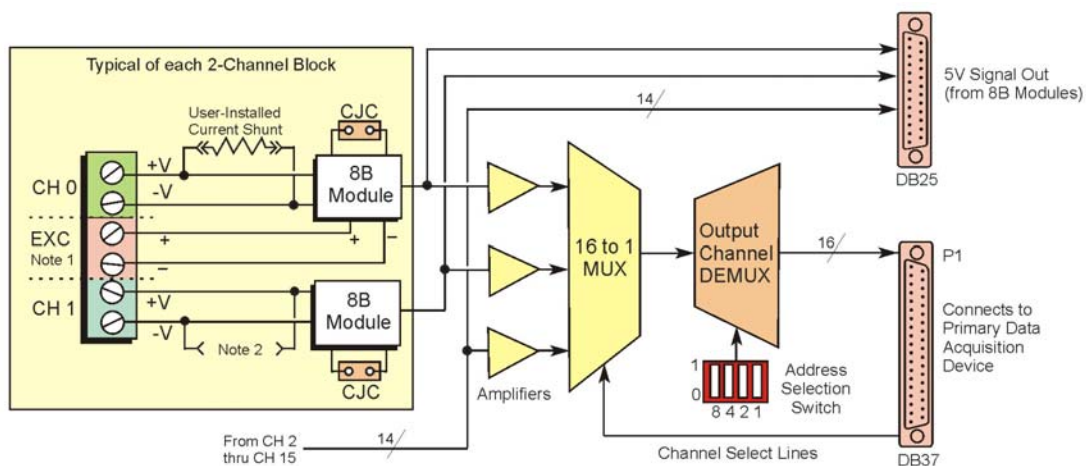 Typical of each 2-Channel Block
User-Installed
Current Shunt
CJC
CH 0
+V
-V
8B
Module
EXC
Note 1
+
–
+
–
CH 1
+V
-V
8B
Module
Note 2
CJC
From CH 2
thru CH 15
14
14
Amplifiers
16 to 1
MUX
Output
Channel
DEMUX
16
1
0
8 4 2 1
Address
Selection
Switch
Channel Select Lines
5V Signal Out
(from 8B Modules)
DB25
P1
Connects to
Primary Data
Acquisition
Device
DB37